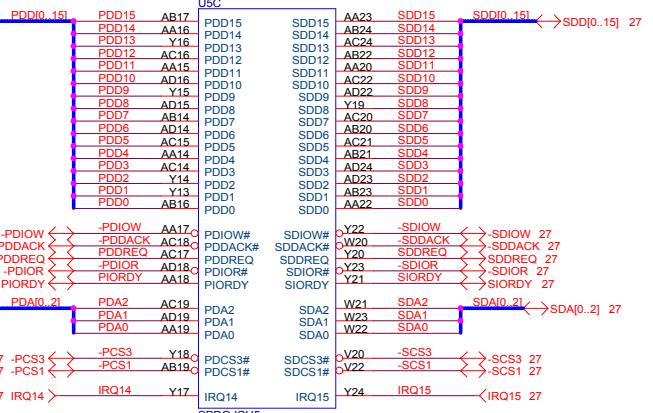 U5C
PDD[0..15] PDD15 AB17 PDD15 SDD15 AA23 SDD15 SDD[0..15] SDD[0..15] 27
PDD14 AA16 PDD14 SDD14 AB24 SDD14
PDD13 Y16 PDD13 SDD13 AC24 SDD13
PDD12 AC16 PDD12 SDD12 AB22 SDD12
PDD11 AA15 PDD11 SDD11 AA20 SDD11
PDD10 AD16 PDD10 SDD10 AC22 SDD10
PDD9 Y15 PDD9 SDD9 AD22 SDD9
PDD8 AD15 PDD8 SDD8 Y19 SDD8
PDD7 AB14 PDD7 SDD7 AC20 SDD7
PDD6 AD14 PDD6 SDD6 AB20 SDD6
PDD5 AC15 PDD5 SDD5 AC21 SDD5
PDD4 AA14 PDD4 SDD4 AB21 SDD4
PDD3 AC14 PDD3 SDD3 AD24 SDD3
PDD2 Y14 PDD2 SDD2 AD23 SDD2
PDD1 Y13 PDD1 SDD1 AB23 SDD1
PDD0 AB16 PDD0 SDD0 AA22 SDD0
-PDIOW -PDIOW AA17 PDIOW# SDIOW# Y22 -SDIOW -SDIOW 27
PDDACK -PDDACK AC18 PDDACK# SDDACK# W20 -SDDACK -SDDACK 27
PDDREQ PDDREQ AC17 PDDREQ SDDREQ Y20 SDDREQ SDDREQ 27
-PDIOR -PDIOR AD18 PDIOR# SDIOR# Y23 -SDIOR -SDIOR 27
PIORDY PIORDY AA18 PIORDY SIORDY Y21 SIORDY SIORDY 27
PDA[0..2] PDA2 AC19 PDA2 SDA2 W21 SDA2 SDA[0..2] SDA[0..2] 27
PDA1 AD19 PDA1 SDA1 W23 SDA1
PDA0 AA19 PDA0 SDA0 W22 SDA0
7 -PCS3 -PCS3 Y18 PDCS3# SDCS3# V20 -SCS3 -SCS3 27
7 -PCS1 -PCS1 AB19 PDCS1# SDCS1# V22 -SCS1 -SCS1 27
7 IRQ14 IRQ14 Y17 IRQ14 IRQ15 Y24 IRQ15 IRQ15 27